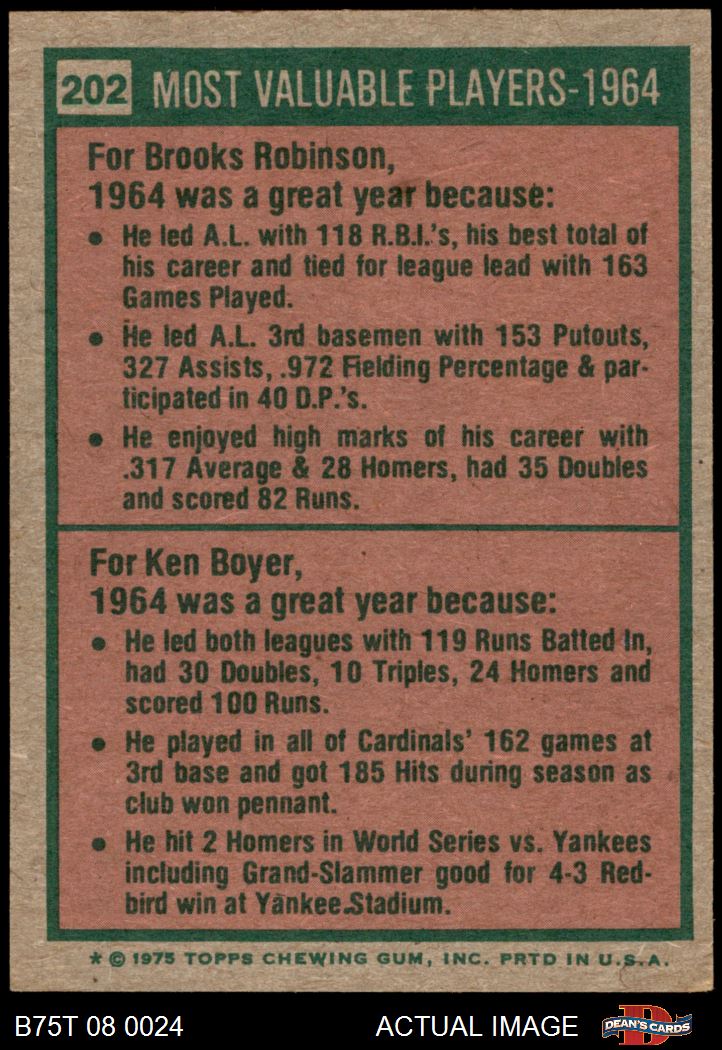 202 MOST VALUABLE PLAYERS-1964
For Brooks Robinson,
1964 was a great year because:
• He led A.L. with 118 R.B.I.'s, his best total of
his career and tied for league lead with 163
Games Played.
• He led A.L. 3rd basemen with 153 Putouts,
327 Assists, .972 Fielding Percentage & par-
ticipated in 40 D.P.'s.
• He enjoyed high marks of his career with
.317 Average & 28 Homers, had 35 Doubles
and scored 82 Runs.
For Ken Boyer,
1964 was a great year because:
• He led both leagues with 119 Runs Batted In,
had 30 Doubles, 10 Triples, 24 Homers and
scored 100 Runs.
• He played in all of Cardinals' 162 games at
3rd base and got 185 Hits during season as
club won pennant.
• He hit 2 Homers in World Series vs. Yankees
including Grand-Slammer good for 4-3 Red-
bird win at Yankee Stadium.
* © 1975 TOPPS CHEWING GUM, INC. PRTD IN U.S.A.
B75T 08 0024 ACTUAL IMAGE D DEAN'S CARDS